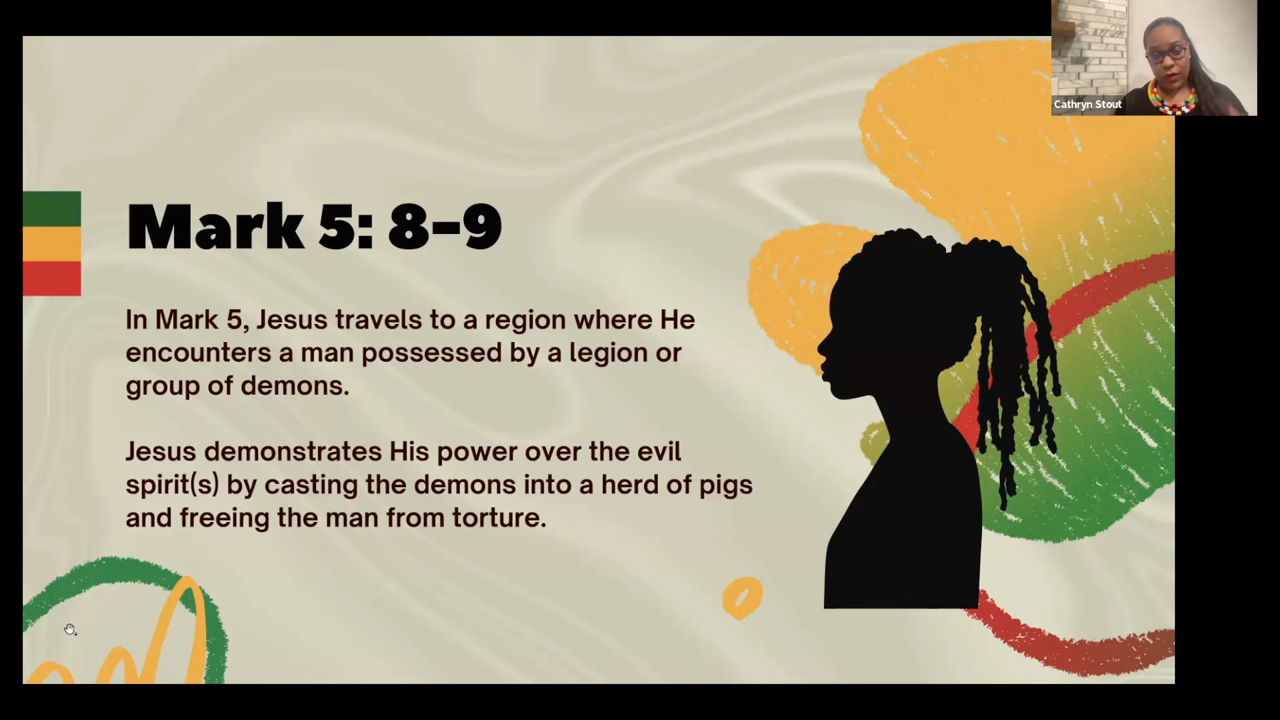 Cathryn Stout
Mark 5: 8-9
In Mark 5, Jesus travels to a region where He
encounters a man possessed by a legion or
group of demons.
Jesus demonstrates His power over the evil
spirit(s) by casting the demons into a herd of pigs
and freeing the man from torture.